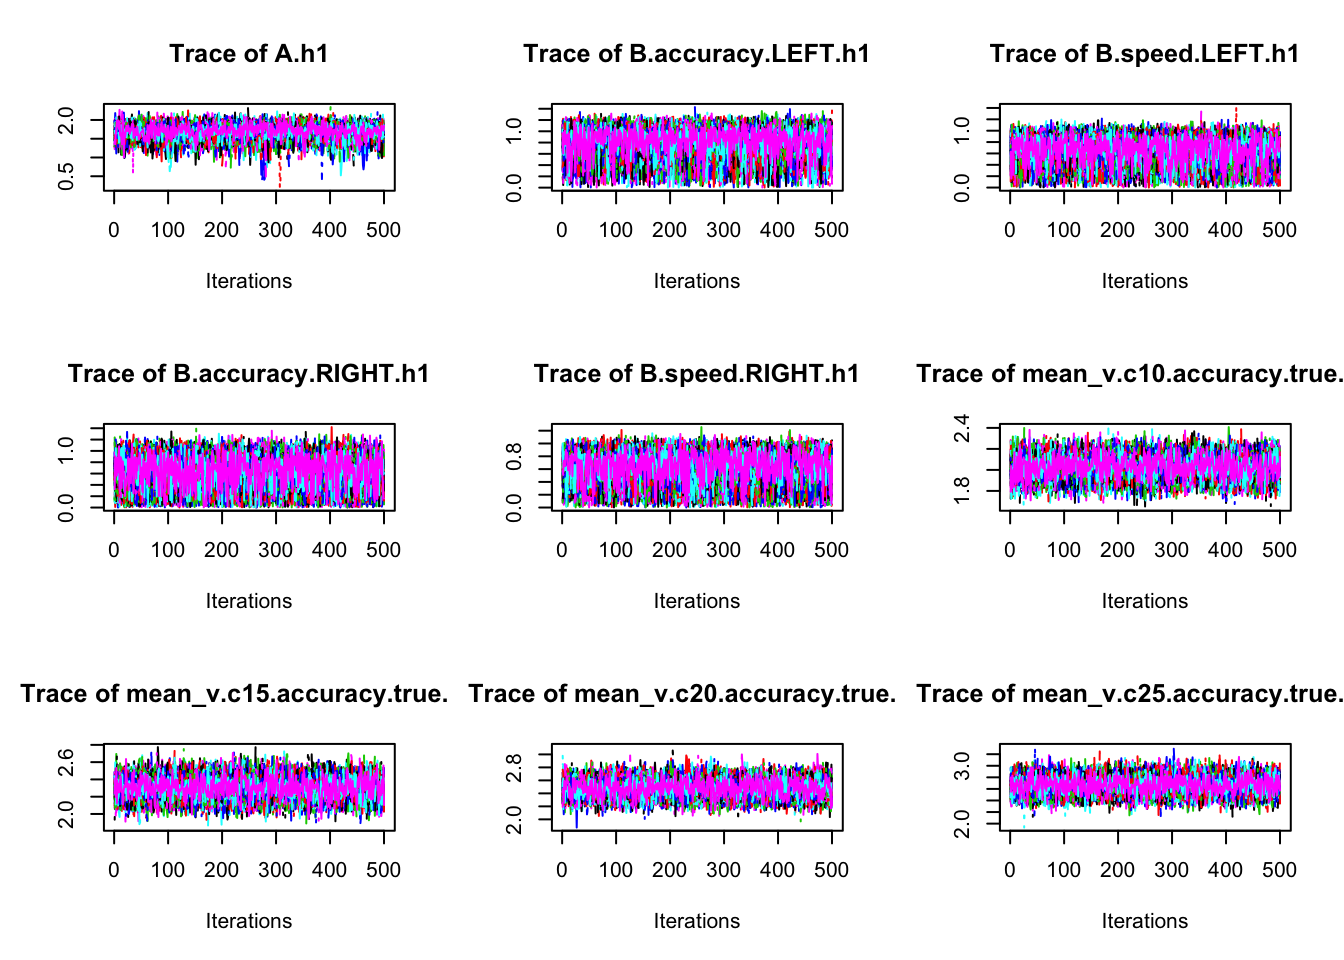 Trace of A.h1
Trace of B.accuracy.LEFT.h1
Trace of B.speed.LEFT.h1
2.0
0.5
0 100 200 300 400 500
Iterations
1.0
0.0
0 100 200 300 400 500
Iterations
1.0
0.0
0 100 200 300 400 500
Iterations
Trace of B.accuracy.RIGHT.h1
Trace of B.speed.RIGHT.h1
Trace of mean_v.c10.accuracy.true.
1.0
0.0
0 100 200 300 400 500
Iterations
0.8
0.0
0 100 200 300 400 500
Iterations
2.4
1.8
0 100 200 300 400 500
Iterations
Trace of mean_v.c15.accuracy.true.
Trace of mean_v.c20.accuracy.true.
Trace of mean_v.c25.accuracy.true.
2.6
2.0
0 100 200 300 400 500
Iterations
2.8
2.0
0 100 200 300 400 500
Iterations
3.0
2.0
0 100 200 300 400 500
Iterations